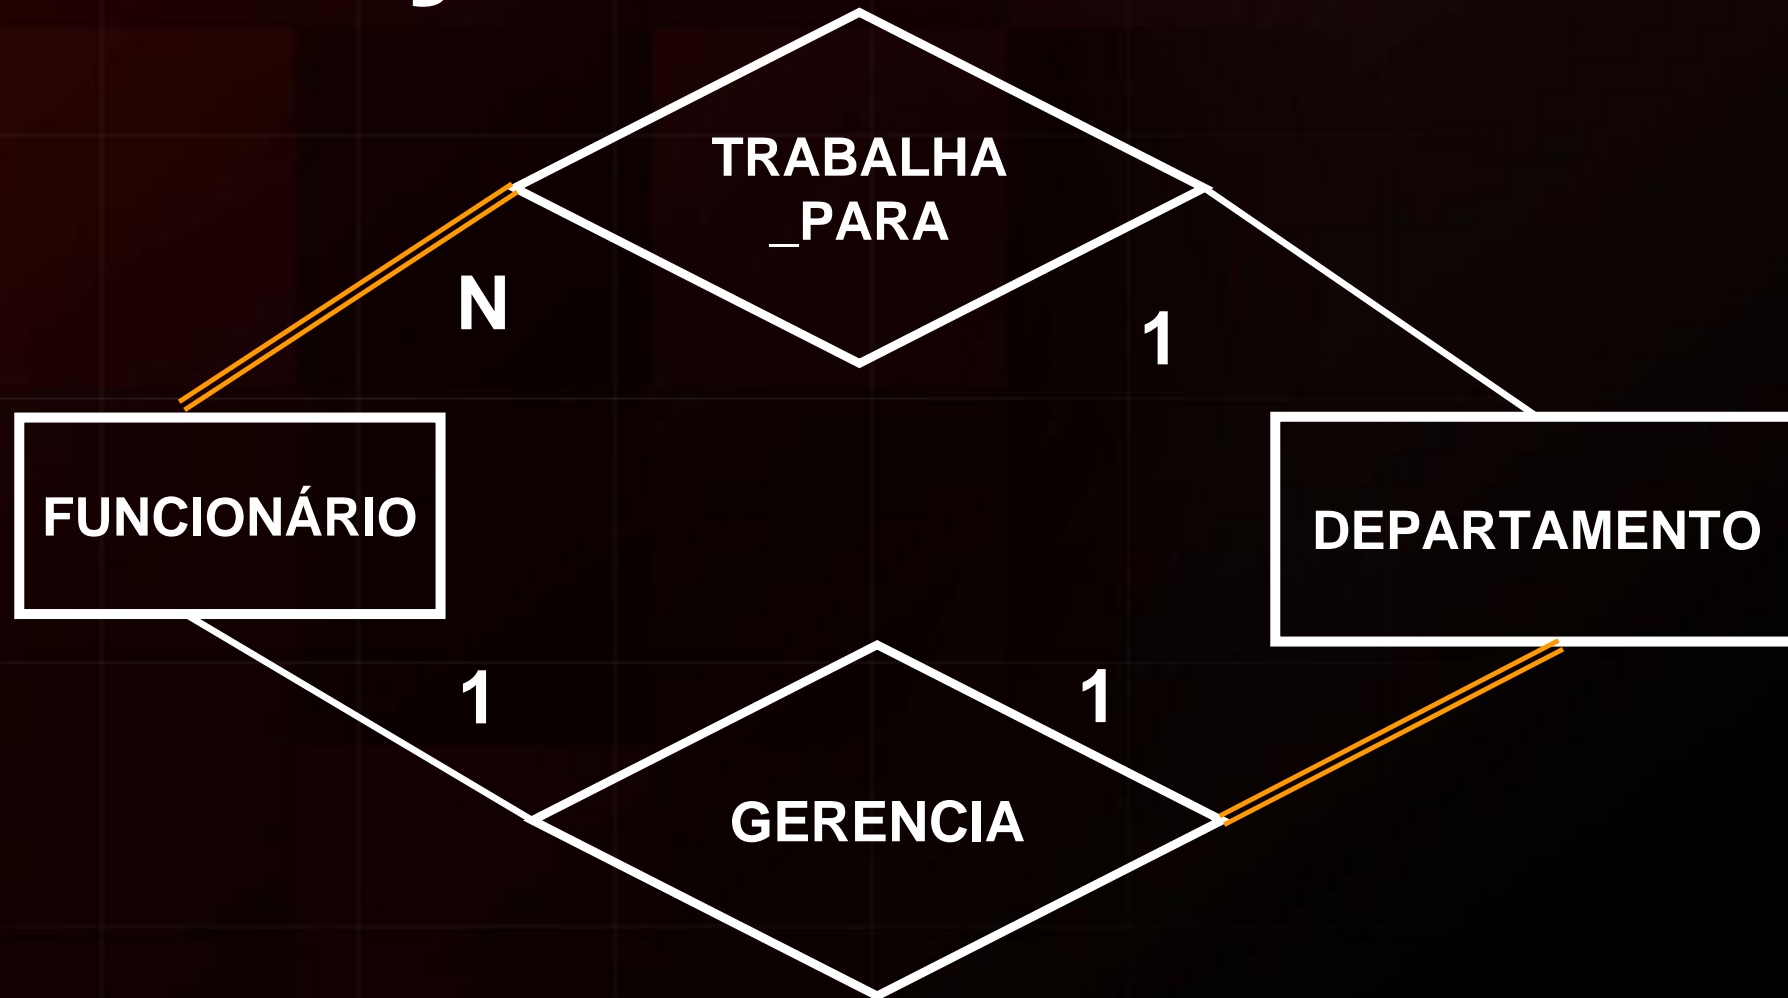 TRABALHA
_PARA
N
1
FUNCIONÁRIO
DEPARTAMENTO
1
1
GERENCIA